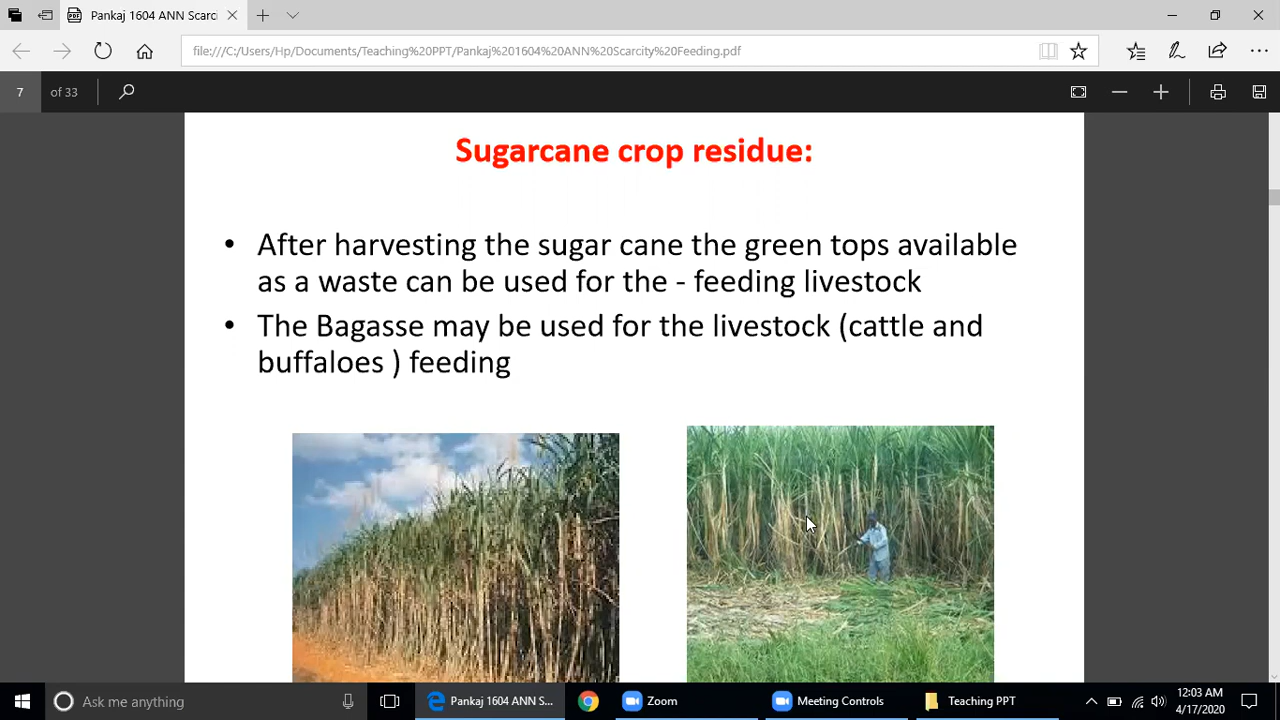 Pankaj 1604 ANN Scarci
file:///C:/Users/Hp/Documents/Teaching%20PPT/Pankaj%201604%20ANN%20Scarcity%20Feeding.pdf
7 of 33
Sugarcane crop residue:
• After harvesting the sugar cane the green tops available
as a waste can be used for the - feeding livestock
• The Bagasse may be used for the livestock (cattle and
buffaloes ) feeding
Ask me anything
Pankaj 1604 ANN S...
Zoom
Meeting Controls
Teaching PPT
12:03 AM
4/17/2020